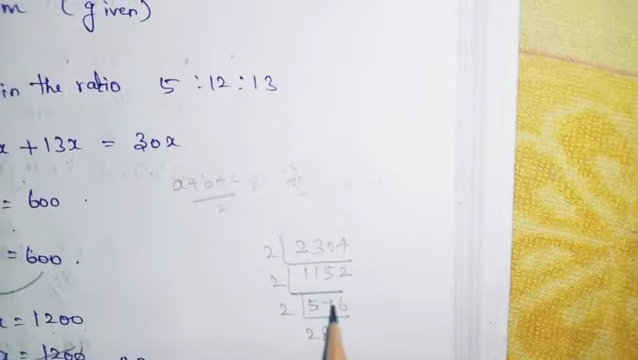 m (given)
in the ratio 5 : 12 : 13
x + 13x = 30x
a+b+c
2
= 600 .
2 2304
= 600 .
2 1152
2 576
= 1200
= 1200